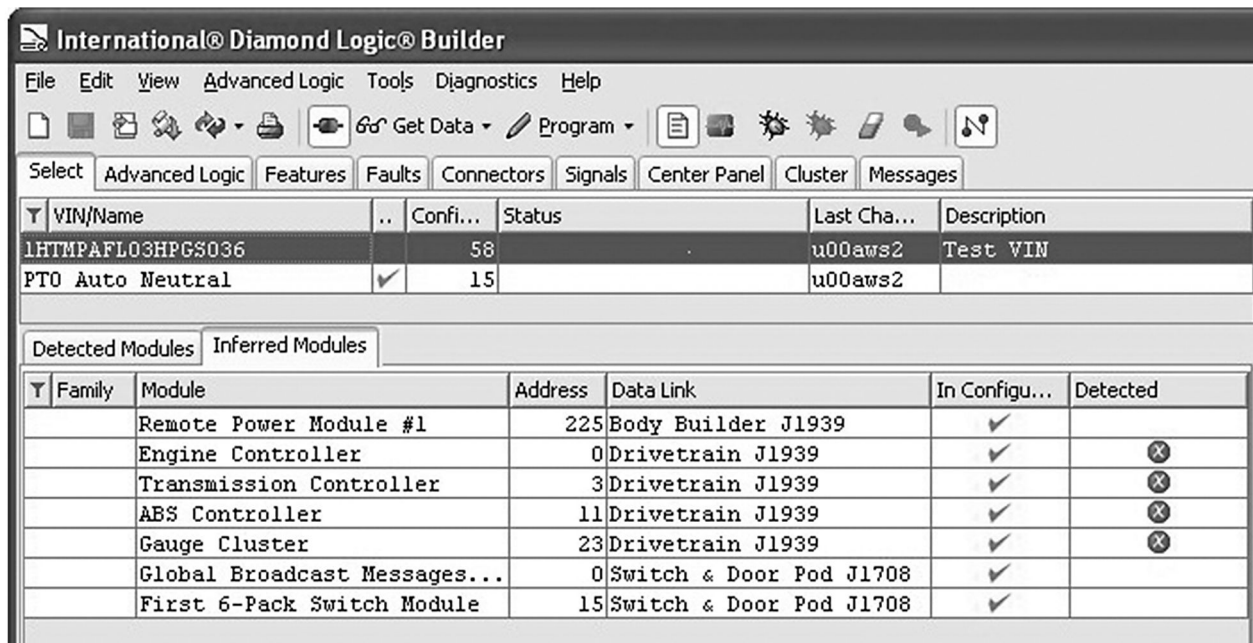 International® Diamond Logic® Builder
File Edit View Advanced Logic Tools Diagnostics Help
Get Data Program
Select Advanced Logic Features Faults Connectors Signals Center Panel Cluster Messages
VIN/Name .. Confi... Status Last Cha... Description
1HTMPAFL03HPGS036 58 u00aws2 Test VIN
PTO Auto Neutral 15 u00aws2
Detected Modules Inferred Modules
Family Module Address Data Link In Configu... Detected
Remote Power Module #1 225 Body Builder J1939
Engine Controller 0 Drivetrain J1939
Transmission Controller 3 Drivetrain J1939
ABS Controller 11 Drivetrain J1939
Gauge Cluster 23 Drivetrain J1939
Global Broadcast Messages... 0 Switch & Door Pod J1708
First 6-Pack Switch Module 15 Switch & Door Pod J1708